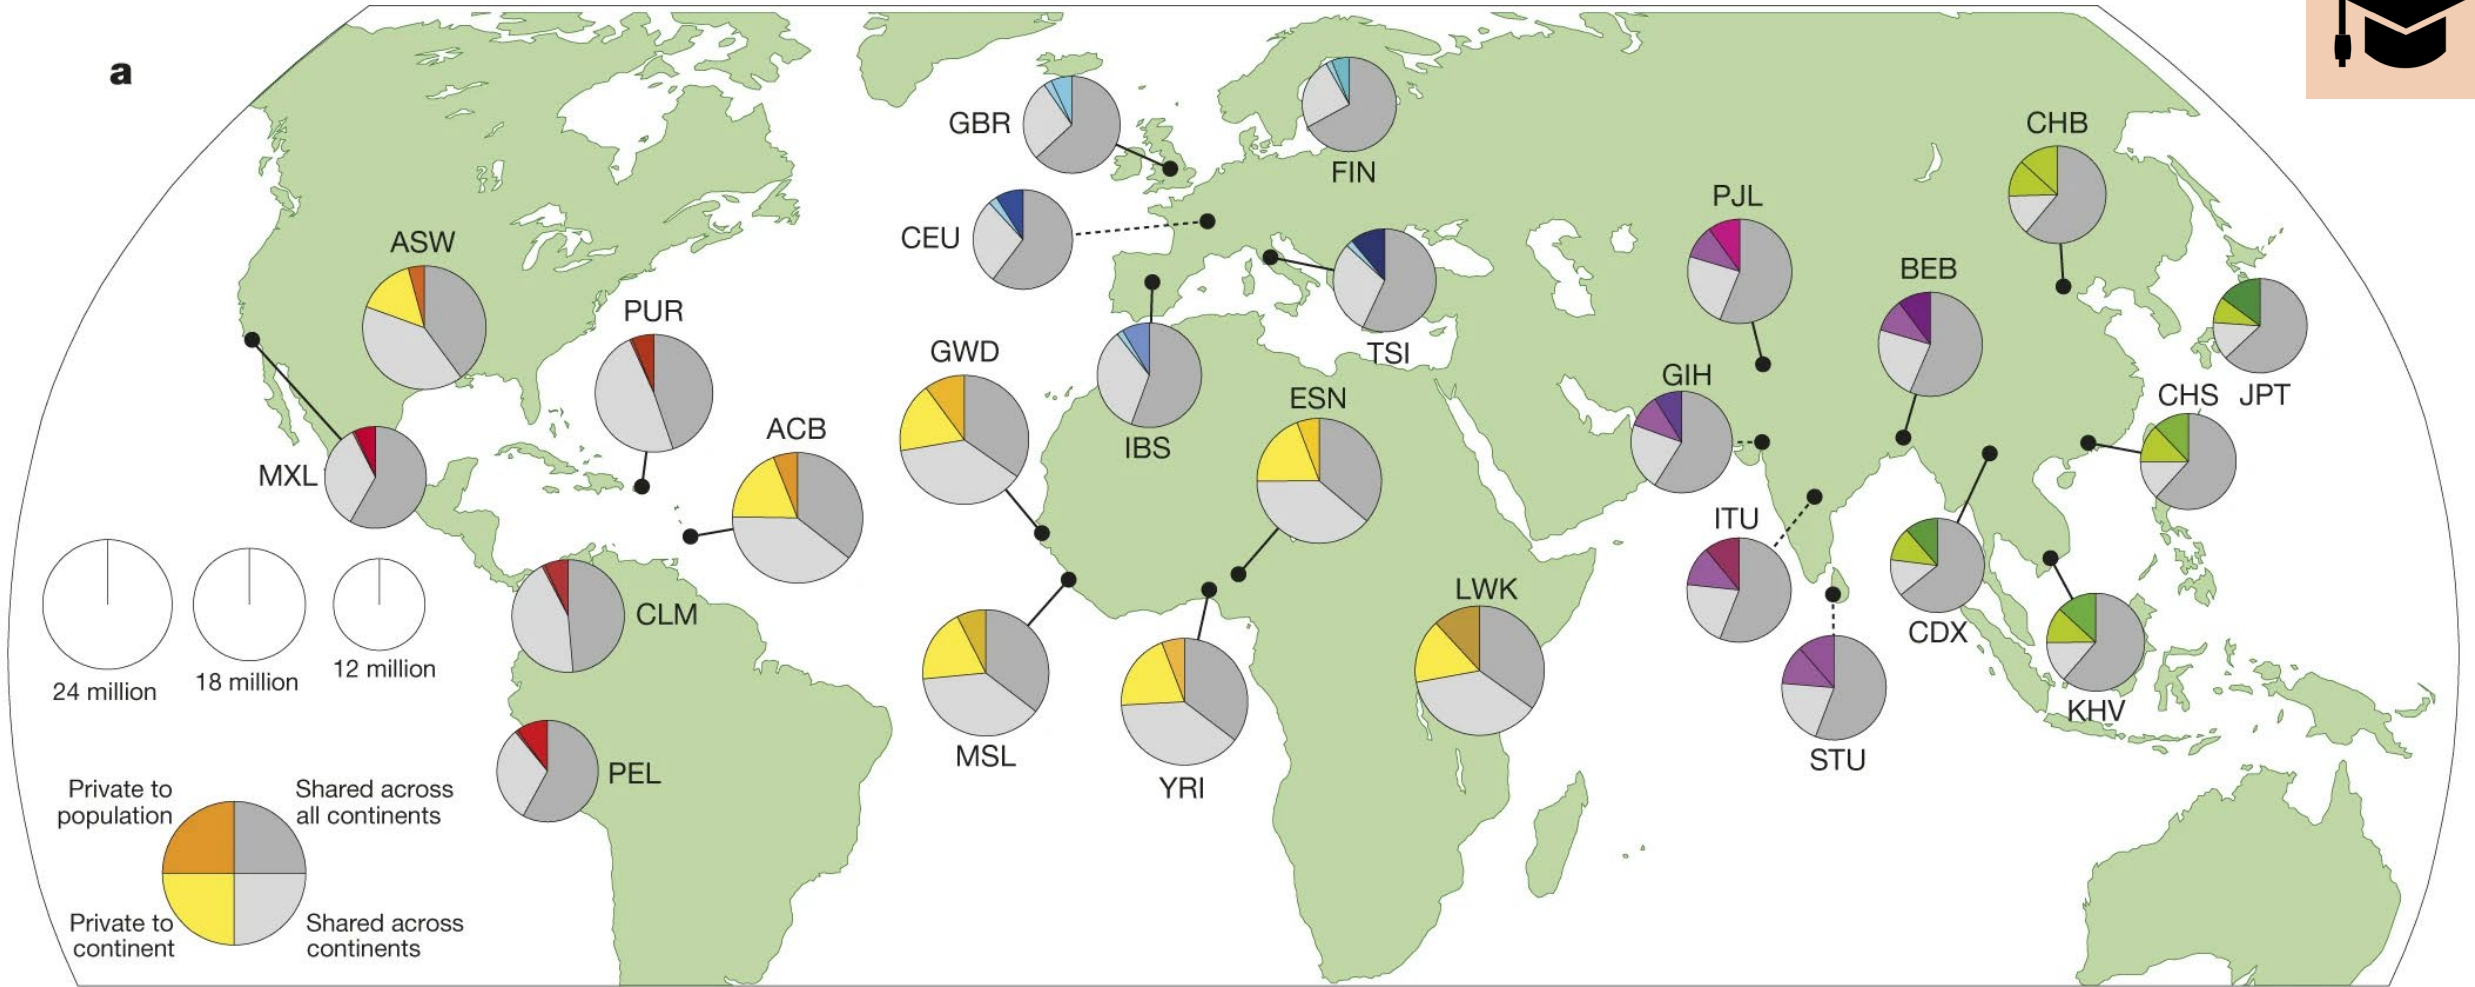 a
GBR
FIN
CHB
CEU
PJL
ASW
BEB
PUR
TSI
GWD
GIH
ESN
CHS
JPT
ACB
IBS
MXL
ITU
LWK
CLM
CDX
24 million
18 million
12 million
KHV
MSL
STU
YRI
PEL
Private to
population
Shared across
all continents
Private to
continent
Shared across
continents